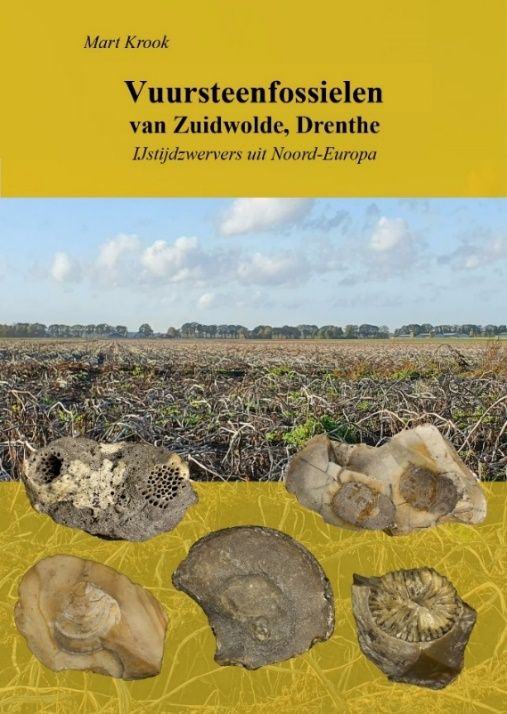 Mart Krook
Vuursteenfossielen
van Zuidwolde, Drenthe
IJstijdzwervers uit Noord-Europa